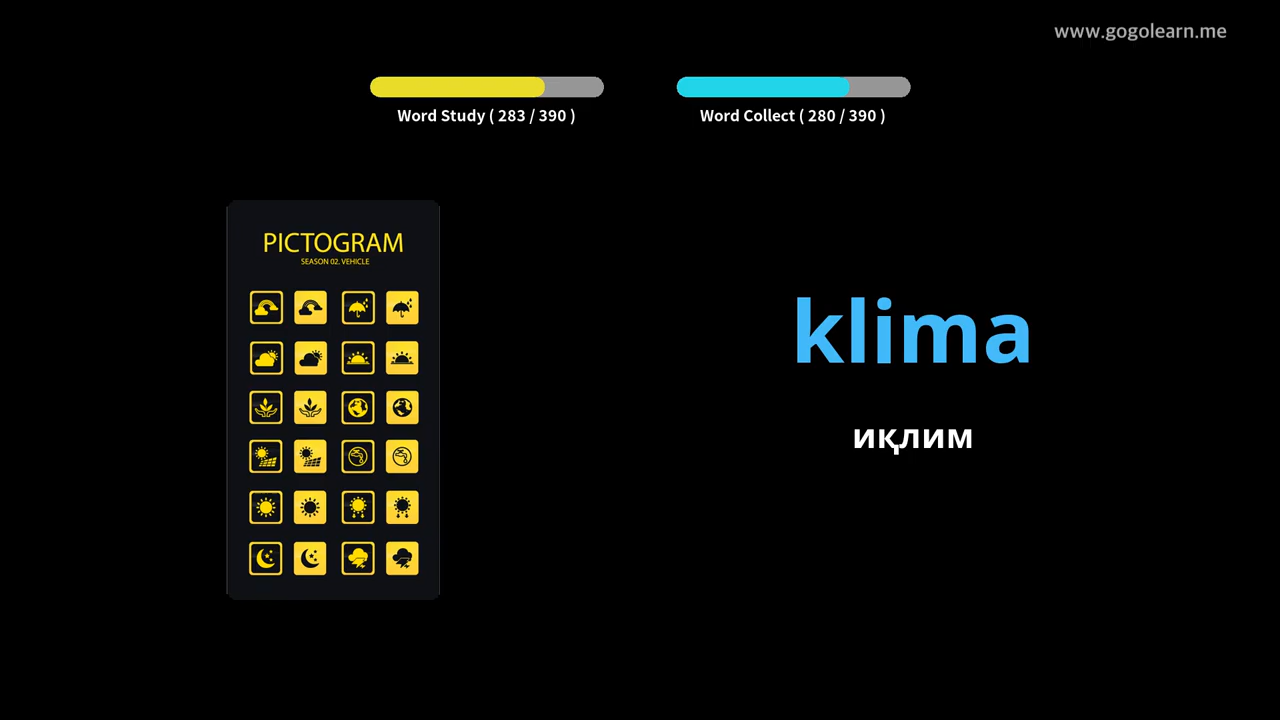 www.gogolearn.me
Word Study ( 283 / 390 )
Word Collect ( 280 / 390 )
PICTOGRAM
SEASON 02. VEHICLE
klima
иқлим